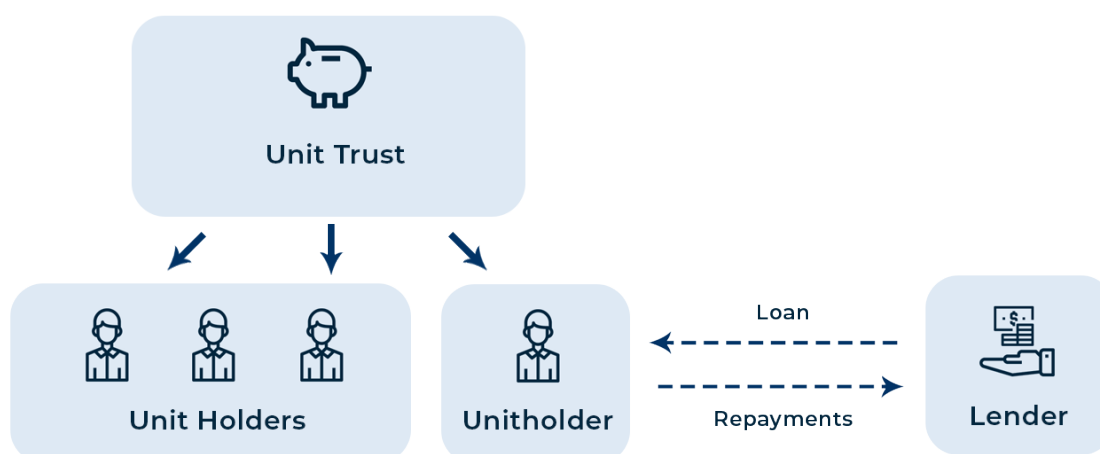 Unit Trust
Loan
Repayments
Unit Holders
Unitholder
Lender